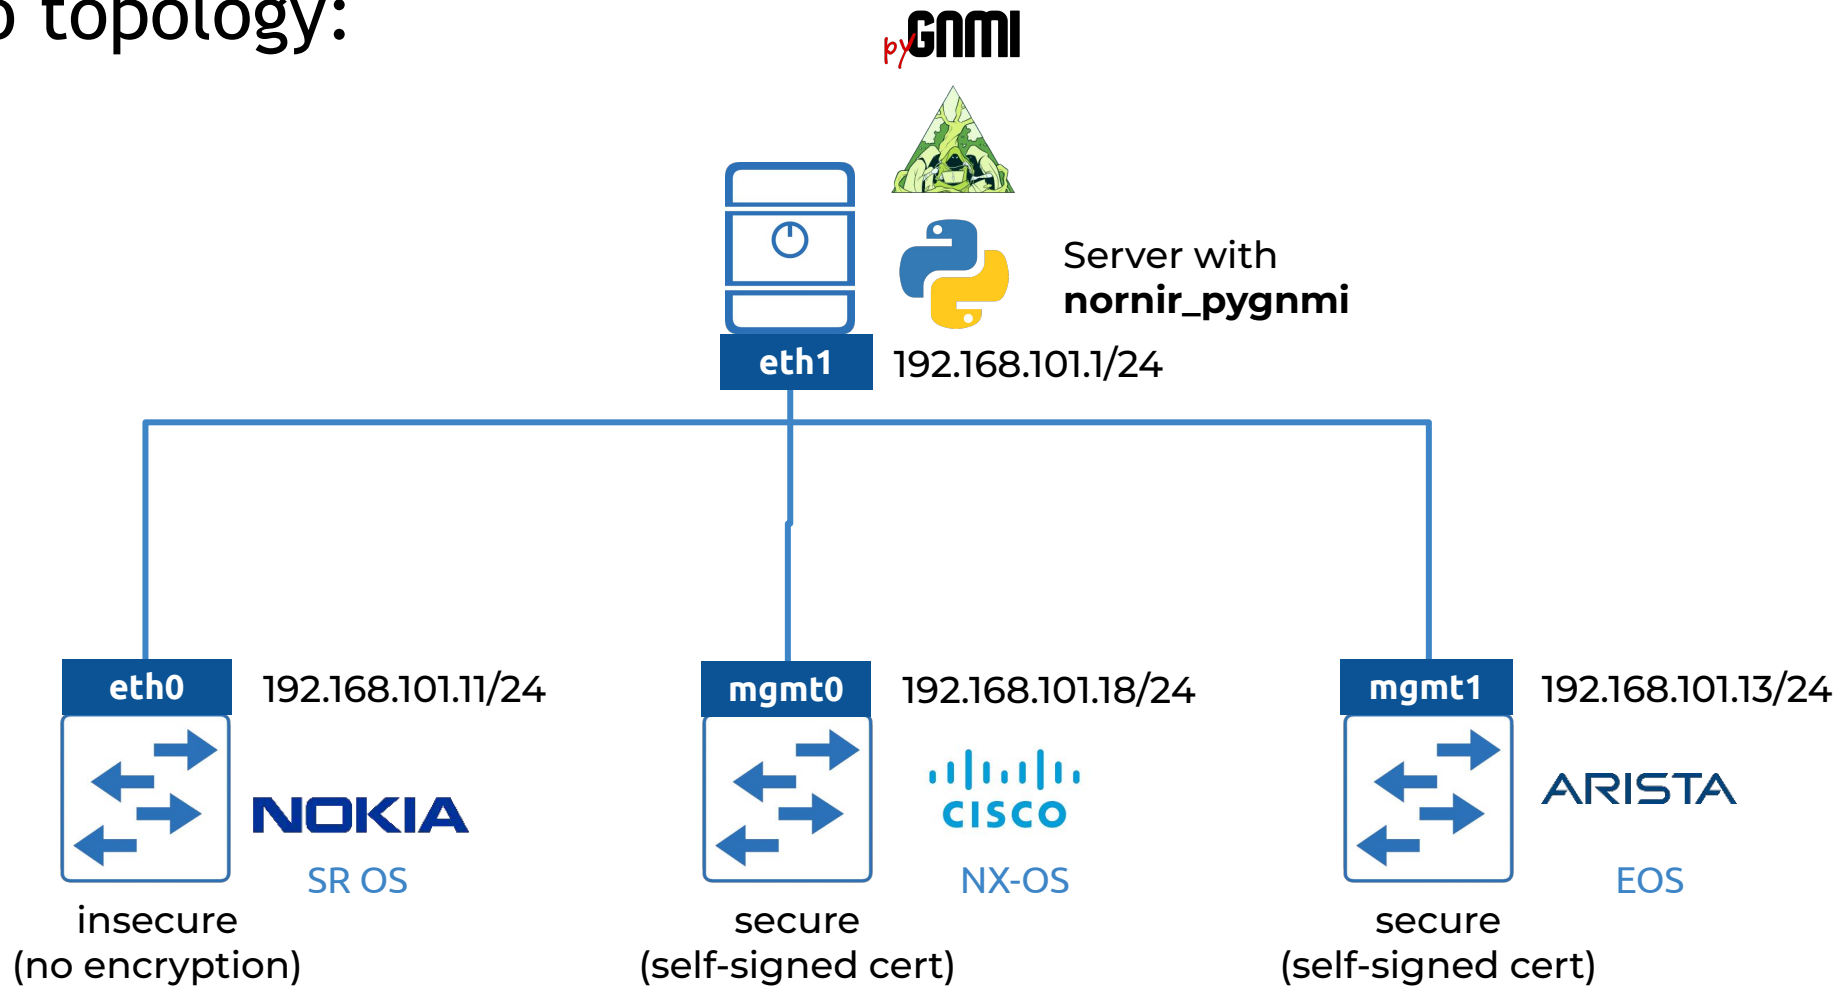 topology:
pyGNMI
Server with
nornir_pygnmi
eth1
192.168.101.1/24
eth0
192.168.101.11/24
mgmt0
192.168.101.18/24
mgmt1
192.168.101.13/24
NOKIA
SR OS
CISCO
NX-OS
ARISTA
EOS
insecure
(no encryption)
secure
(self-signed cert)
secure
(self-signed cert)